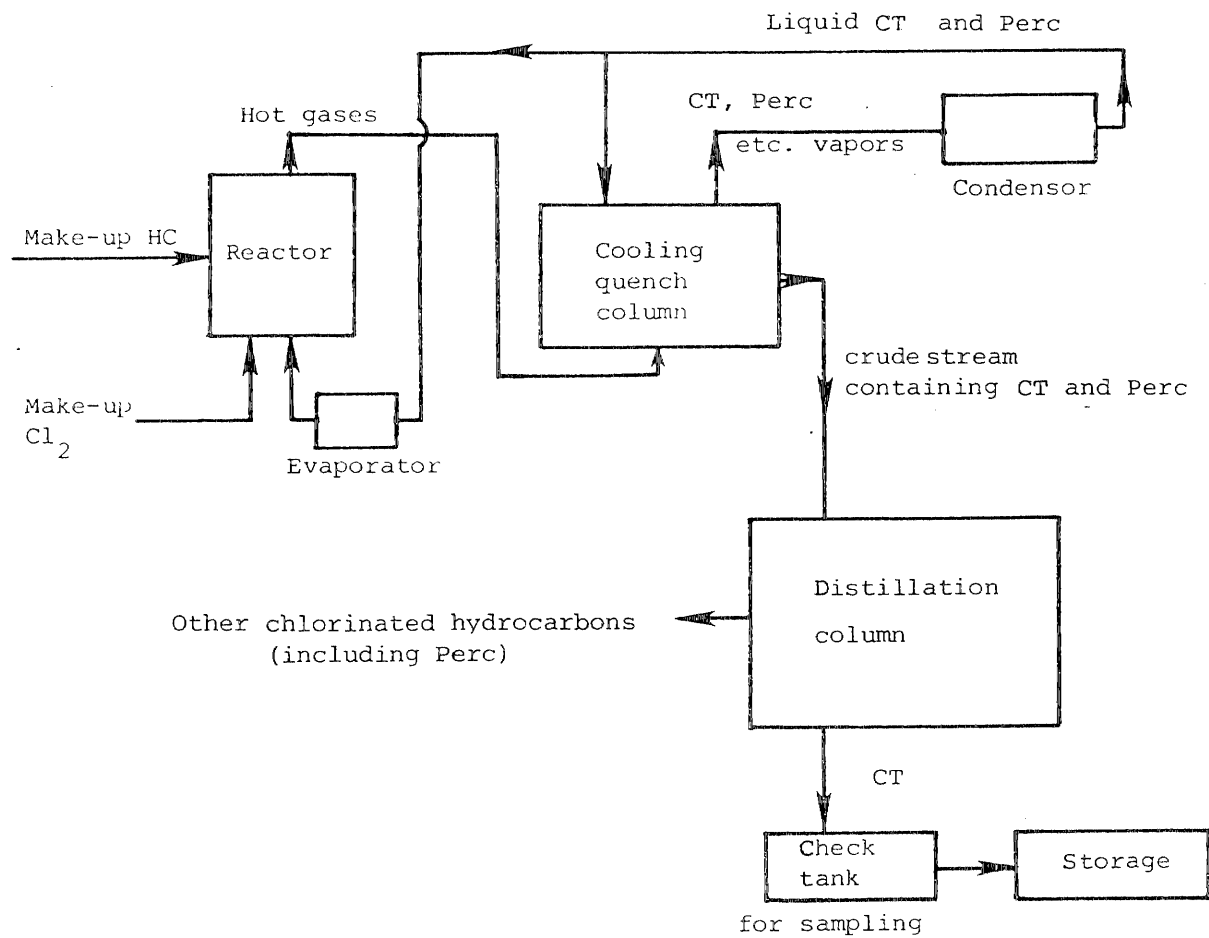 Liquid CT and Perc
CT, Perc
etc. vapors
Condensor
Hot gases
Make-up HC
Reactor
Cooling
quench
column
crude stream
containing CT and Perc
Make-up
Cl2
Evaporator
Distillation
column
Other chlorinated hydrocarbons
(including Perc)
CT
Check
tank
Storage
for sampling